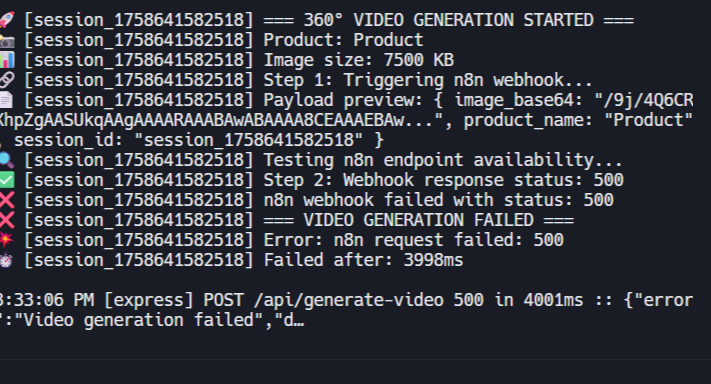 🚀 [session_1758641582518] === 360° VIDEO GENERATION STARTED ===
📸 [session_1758641582518] Product: Product
📊 [session_1758641582518] Image size: 7500 KB
🔗 [session_1758641582518] Step 1: Triggering n8n webhook...
📄 [session_1758641582518] Payload preview: { image_base64: "/9j/4Q6CR
XhpZgAASUkqAAgAAAARAAABAwABAAAA8CEAAAEBAw...", product_name: "Product"
, session_id: "session_1758641582518" }
🔍 [session_1758641582518] Testing n8n endpoint availability...
✅ [session_1758641582518] Step 2: Webhook response status: 500
❌ [session_1758641582518] n8n webhook failed with status: 500
❌ [session_1758641582518] === VIDEO GENERATION FAILED ===
💥 [session_1758641582518] Error: n8n request failed: 500
⏱️ [session_1758641582518] Failed after: 3998ms
3:33:06 PM [express] POST /api/generate-video 500 in 4001ms :: {"error
":"Video generation failed","d…